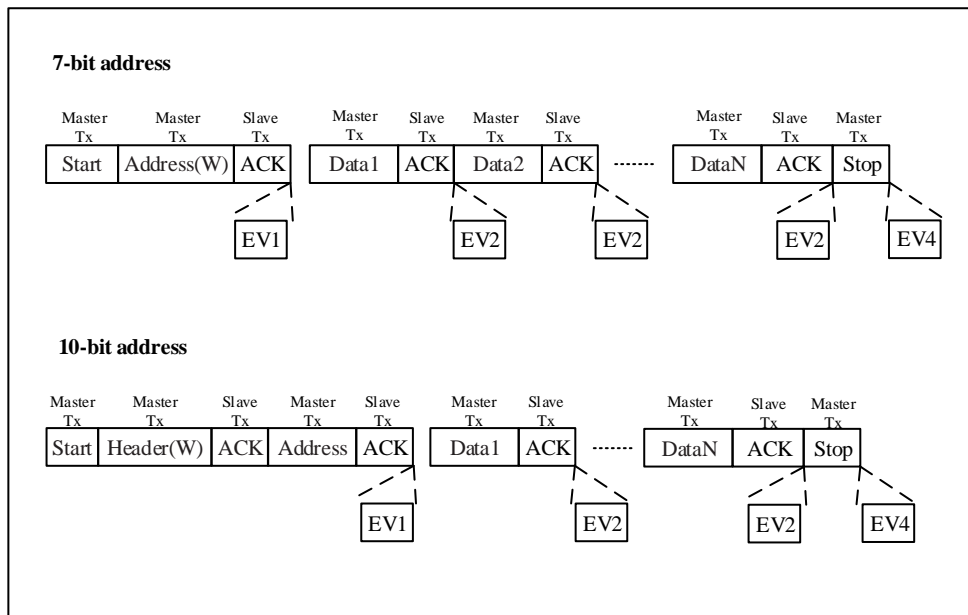 7-bit address
Master Tx Master Tx Slave Tx Master Tx Slave Tx Master Tx Slave Tx Master Tx Slave Tx Master Tx
Start Address(W) ACK Data1 ACK Data2 ACK DataN ACK Stop
EV1 EV2 EV2 EV2 EV4
10-bit address
Master Tx Master Tx Slave Tx Master Tx Slave Tx Master Tx Slave Tx Master Tx Slave Tx Master Tx
Start Header(W) ACK Address ACK Data1 ACK DataN ACK Stop
EV1 EV2 EV2 EV4